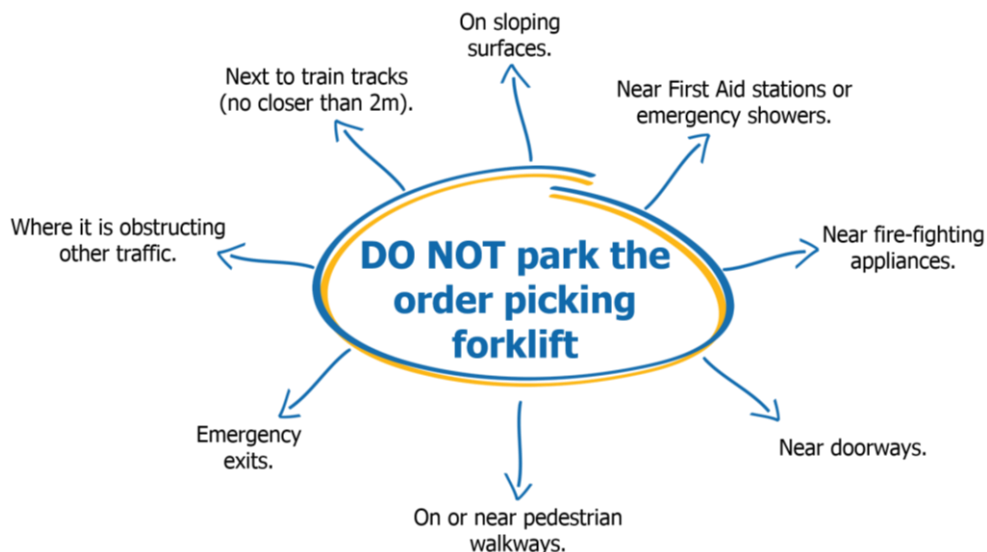 On sloping
surfaces.
Next to train tracks
(no closer than 2m).
Near First Aid stations or
emergency showers.
Where it is obstructing
other traffic.
Near fire-fighting
appliances.
DO NOT park the
order picking
forklift
Emergency
exits.
Near doorways.
On or near pedestrian
walkways.